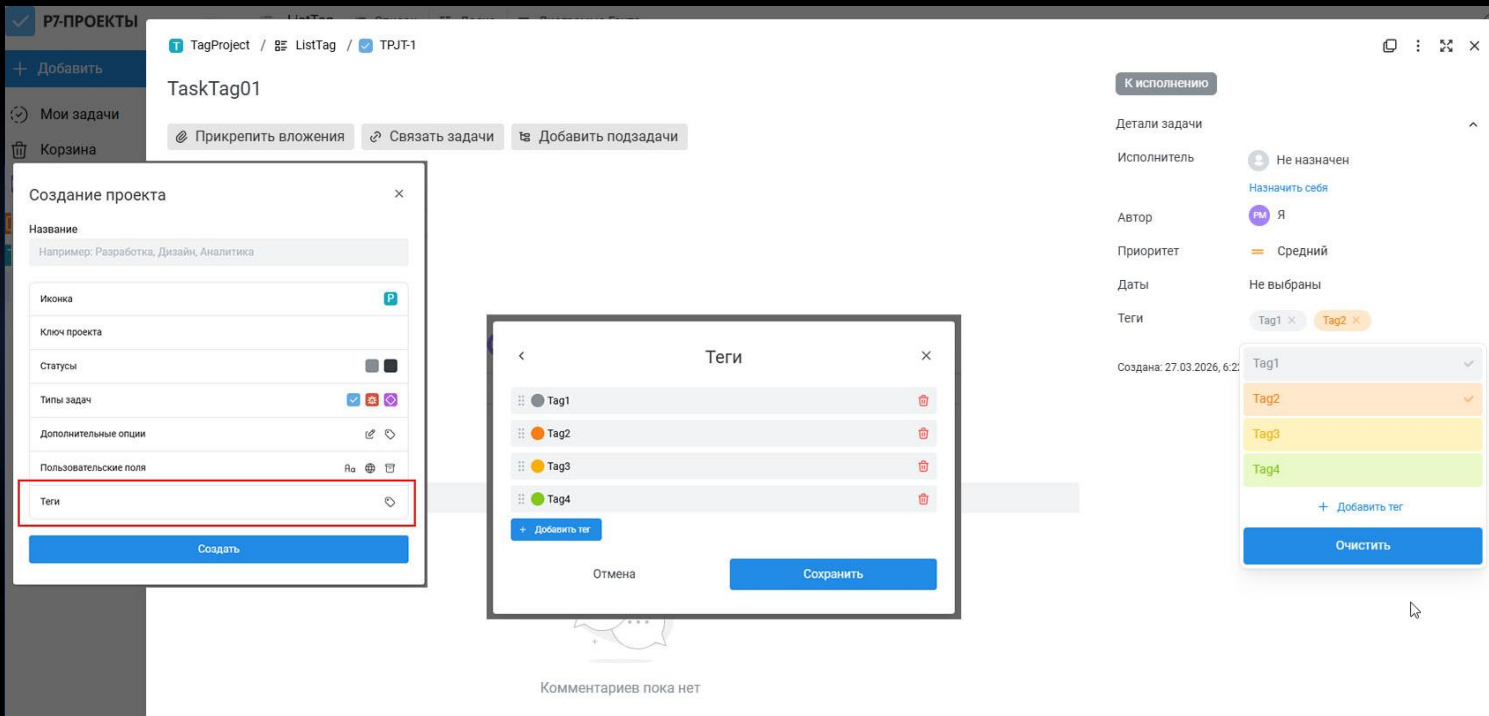 Р7-ПРОЕКТЫ
Добавить
Мои задачи
Корзина
TagProject / ListTag / TPJT-1
TaskTag01
Прикрепить вложения
Связать задачи
Добавить подзадачи
Создание проекта
Название
Например: Разработка, Дизайн, Аналитика
Иконка
P
Ключ проекта
Статусы
Типы задач
Дополнительные опции
Пользовательские поля
Теги
Создать
Теги
Tag1
Tag2
Tag3
Tag4
+ Добавить тег
Отмена
Сохранить
Комментариев пока нет
К исполнению
Детали задачи
Исполнитель
Не назначен
Назначить себя
Автор
РМ Я
Приоритет
Средний
Даты
Не выбраны
Теги
Tag1 ×
Tag2 ×
Создана: 27.03.2026, 6:22
Tag1
Tag2
Tag3
Tag4
+ Добавить тег
Очистить